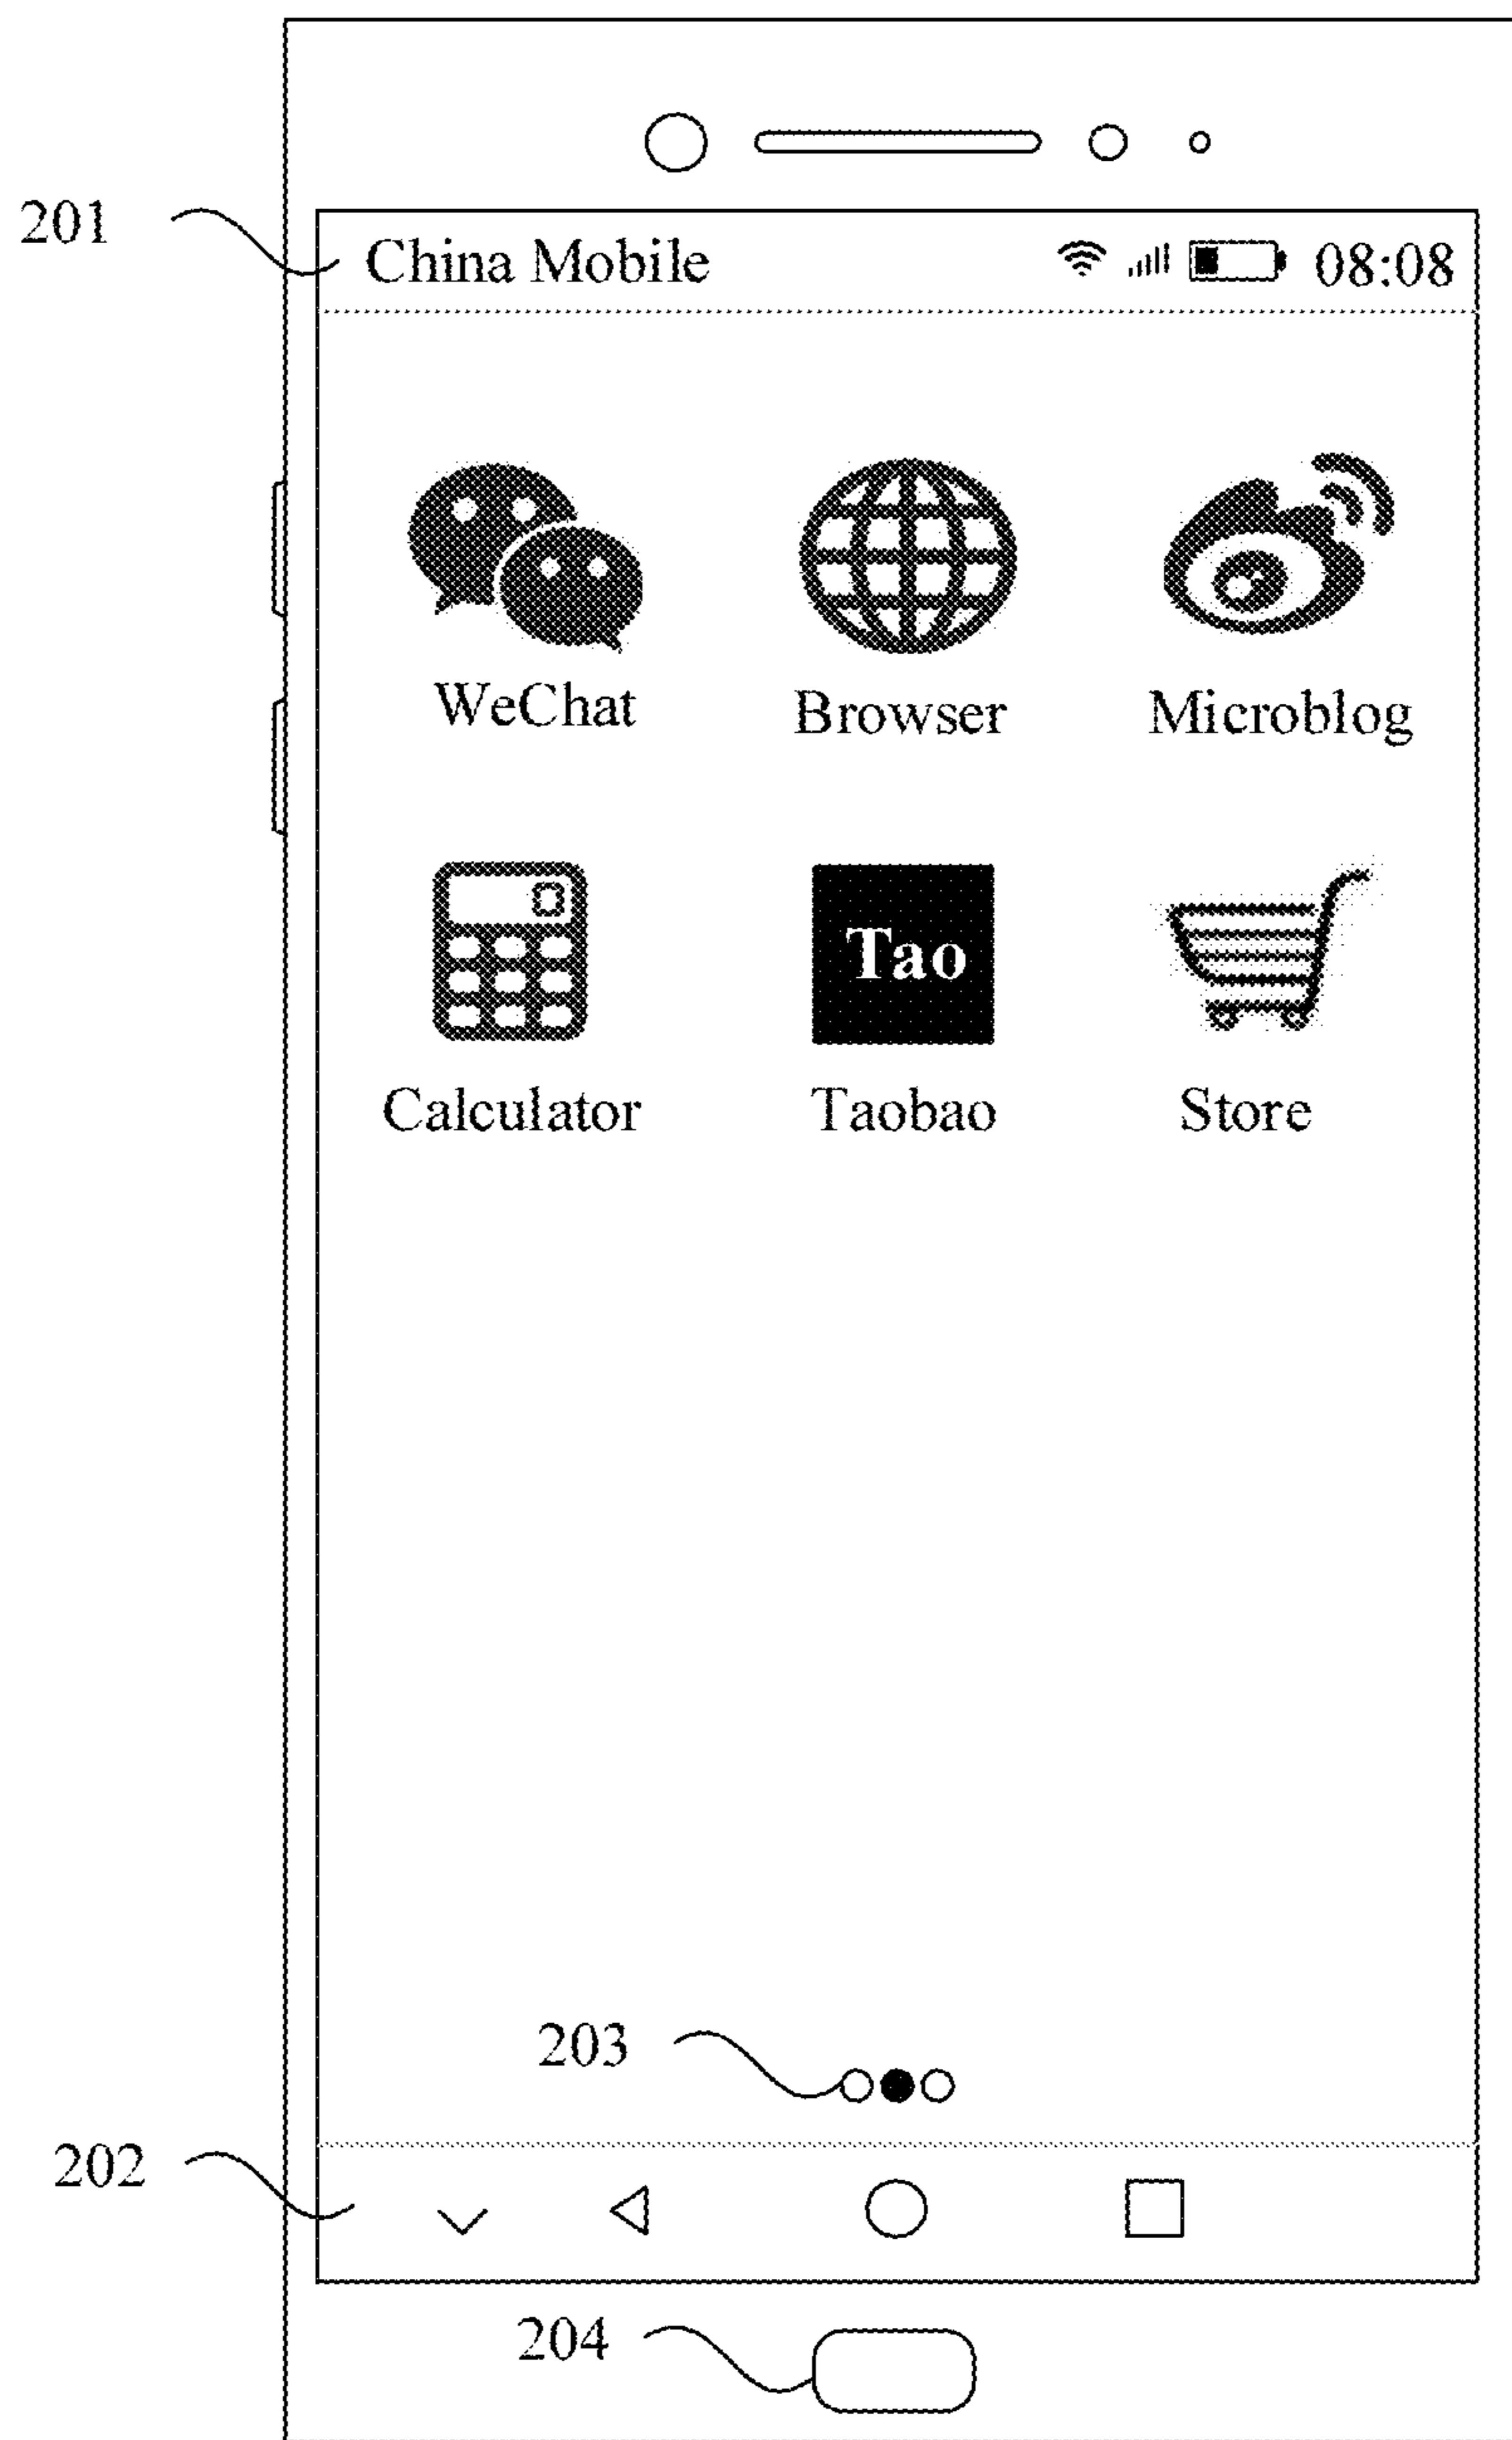 201
China Mobile 08:08
WeChat Browser Microblog
Tao
Calculator Taobao Store
203
202
204